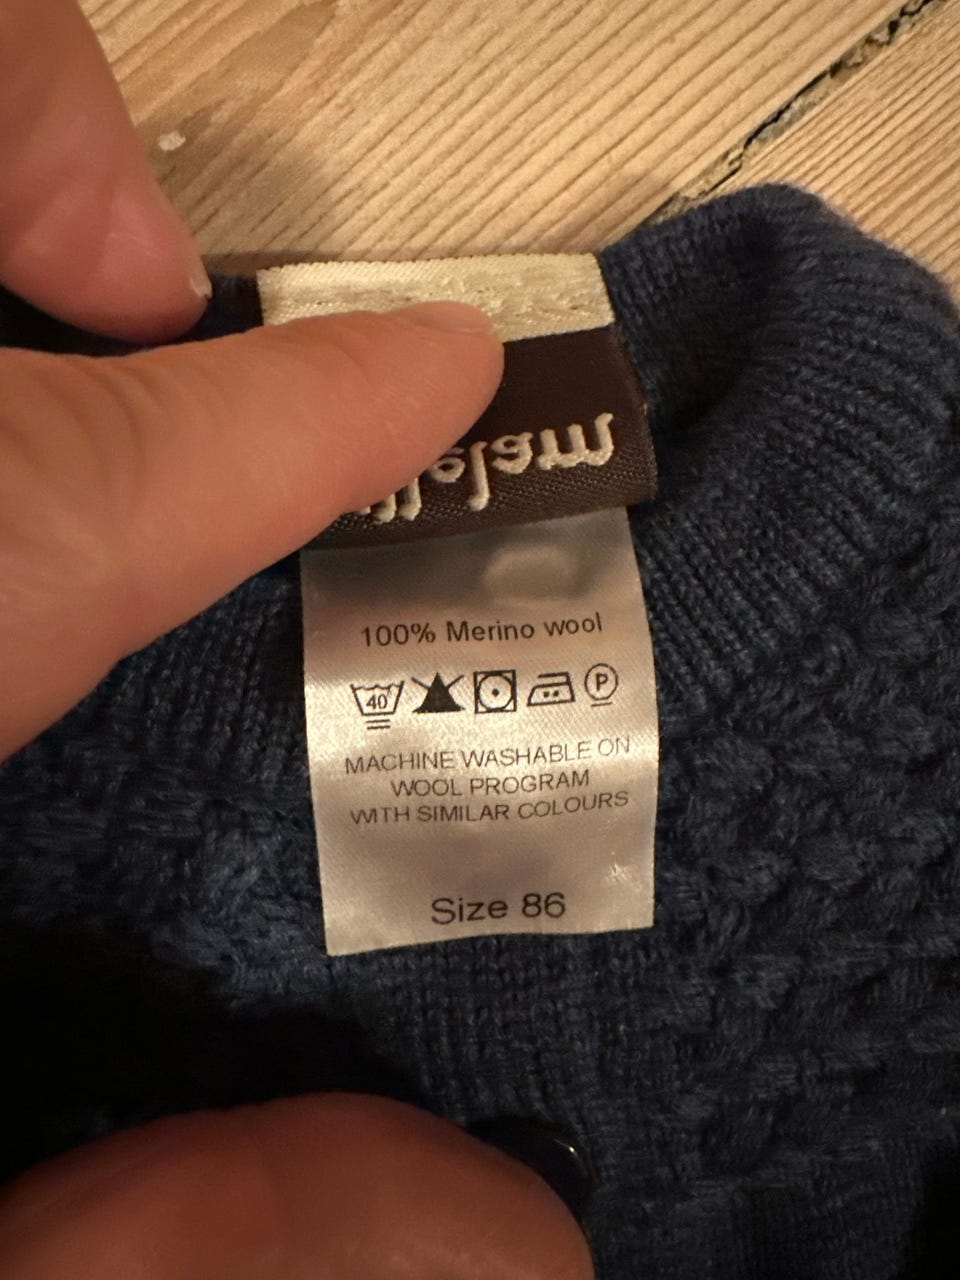 100% Merino wool
40 P
MACHINE WASHABLE ON
WOOL PROGRAM
WITH SIMILAR COLOURS
Size 86